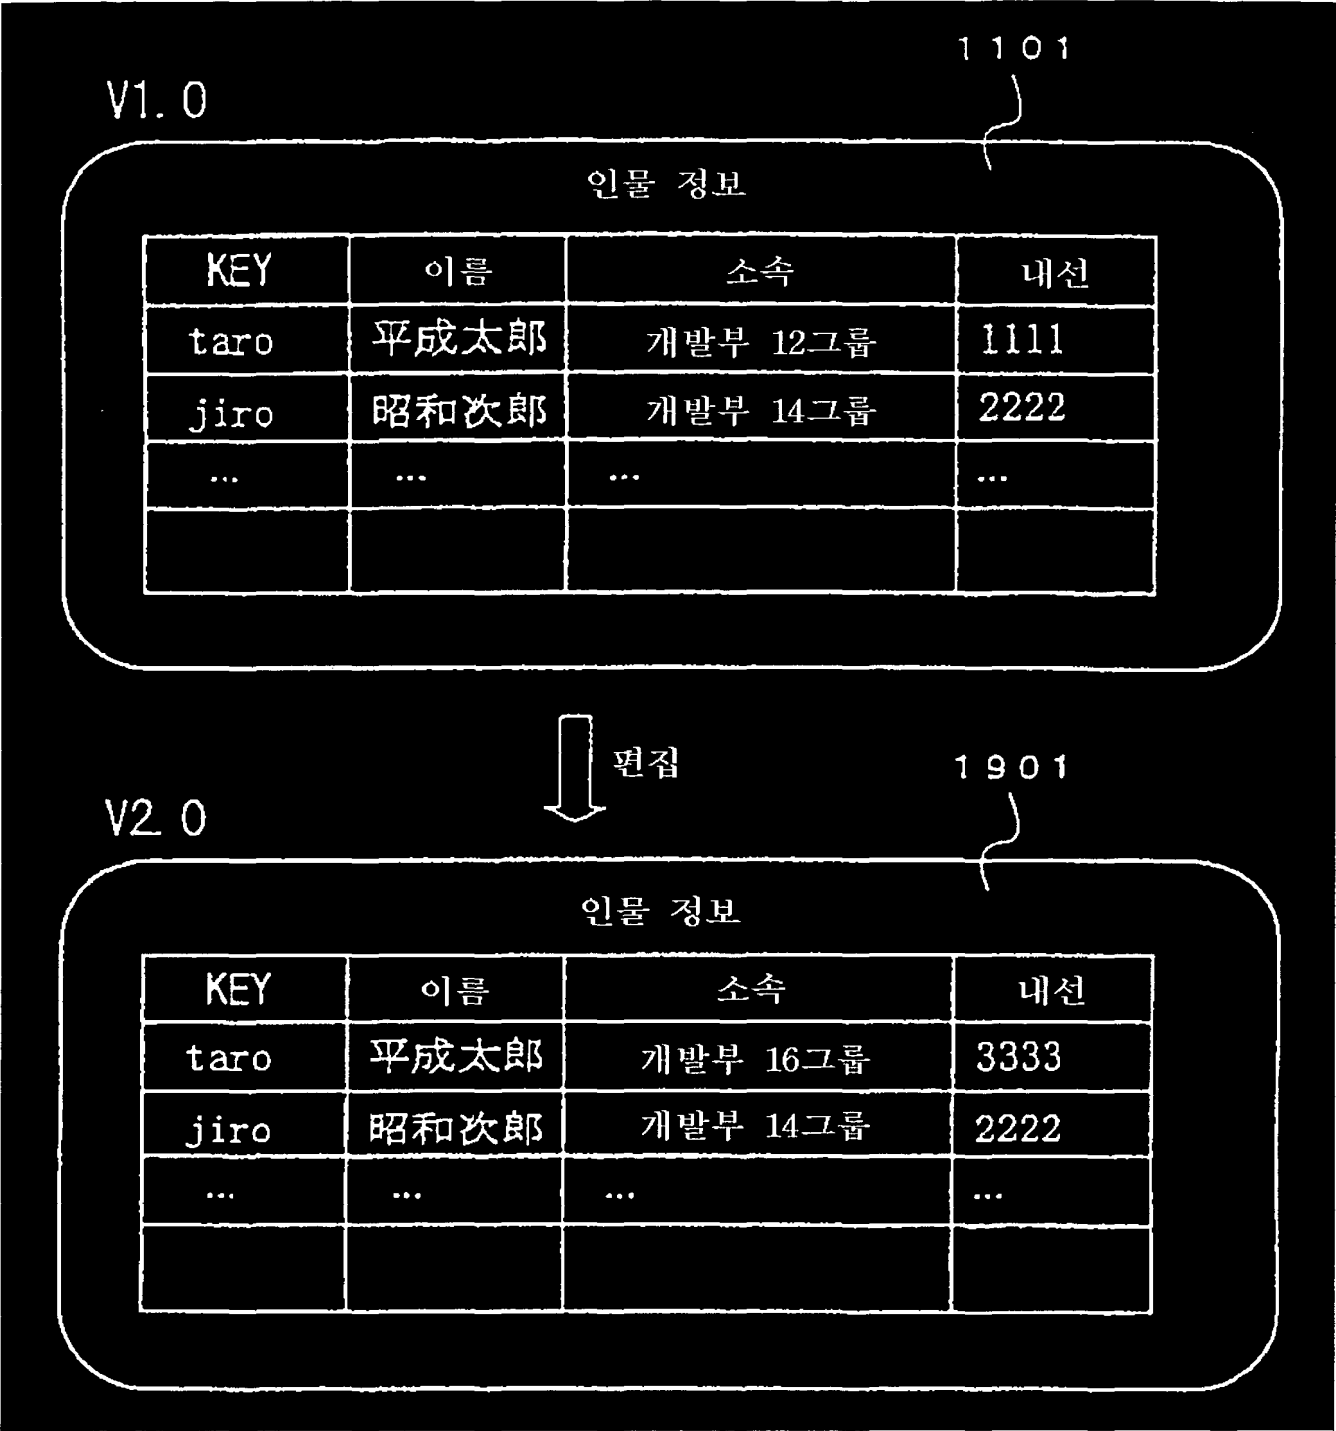 1101
V1.0
인물 정보
KEY 이름 소속 내선
taro 平成太郎 개발부 12그룹 1111
jiro 昭和次郎 개발부 14그룹 2222
... ... ... ...
편집
1901
V2.0
인물 정보
KEY 이름 소속 내선
taro 平成太郎 개발부 16그룹 3333
jiro 昭和次郎 개발부 14그룹 2222
... ... ... ...